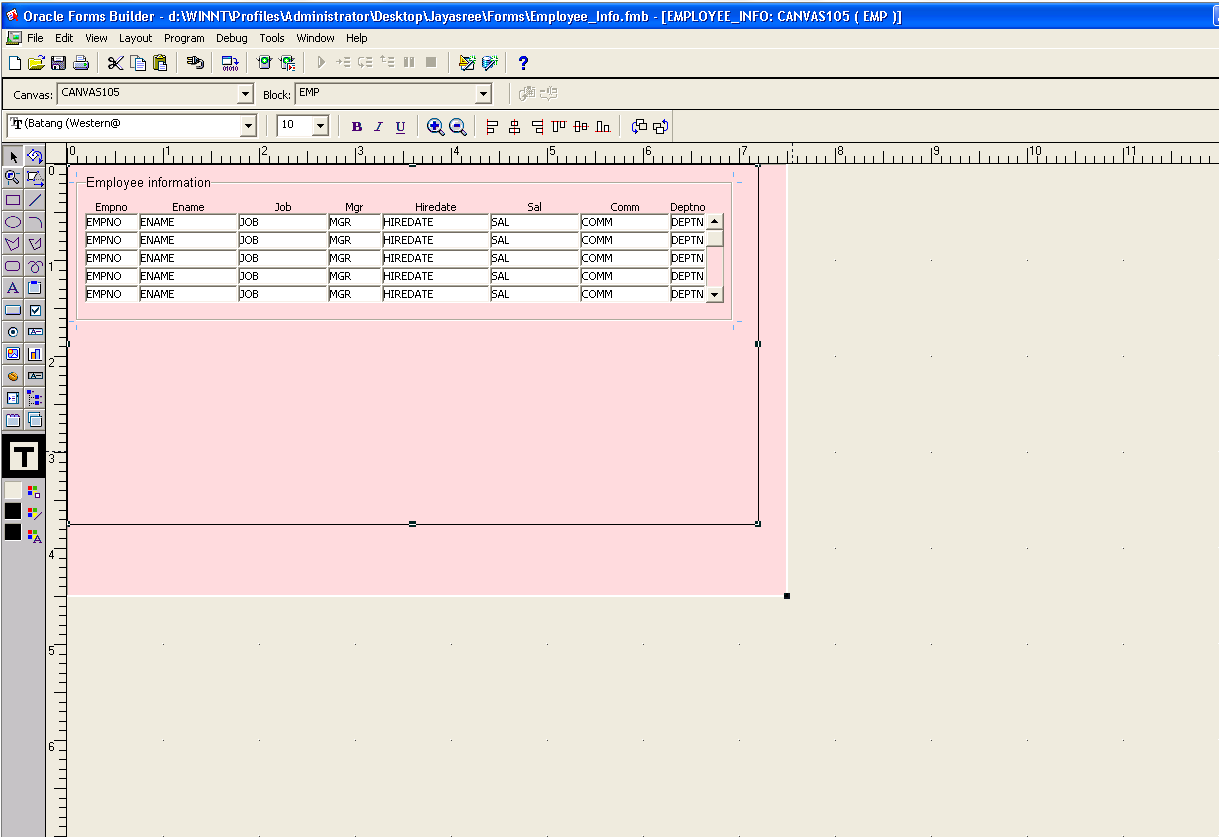 Oracle Forms Builder - d:\WINNT\Profiles\Administrator\Desktop\Jayasree\Forms\Employee_Info.fmb - [EMPLOYEE_INFO: CANVAS105 ( EMP )]
File Edit View Layout Program Debug Tools Window Help
Canvas: CANVAS105 Block: EMP
(Batang (Western@ 10 B I U
0 1 2 3 4 5 6 7 8 9 10 11
0
Employee information
Empno Ename Job Mgr Hiredate Sal Comm Deptno
EMPNO ENAME JOB MGR HIREDATE SAL COMM DEPTN
EMPNO ENAME JOB MGR HIREDATE SAL COMM DEPTN
EMPNO ENAME JOB MGR HIREDATE SAL COMM DEPTN
1
EMPNO ENAME JOB MGR HIREDATE SAL COMM DEPTN
EMPNO ENAME JOB MGR HIREDATE SAL COMM DEPTN
2
T
3
4
5
6